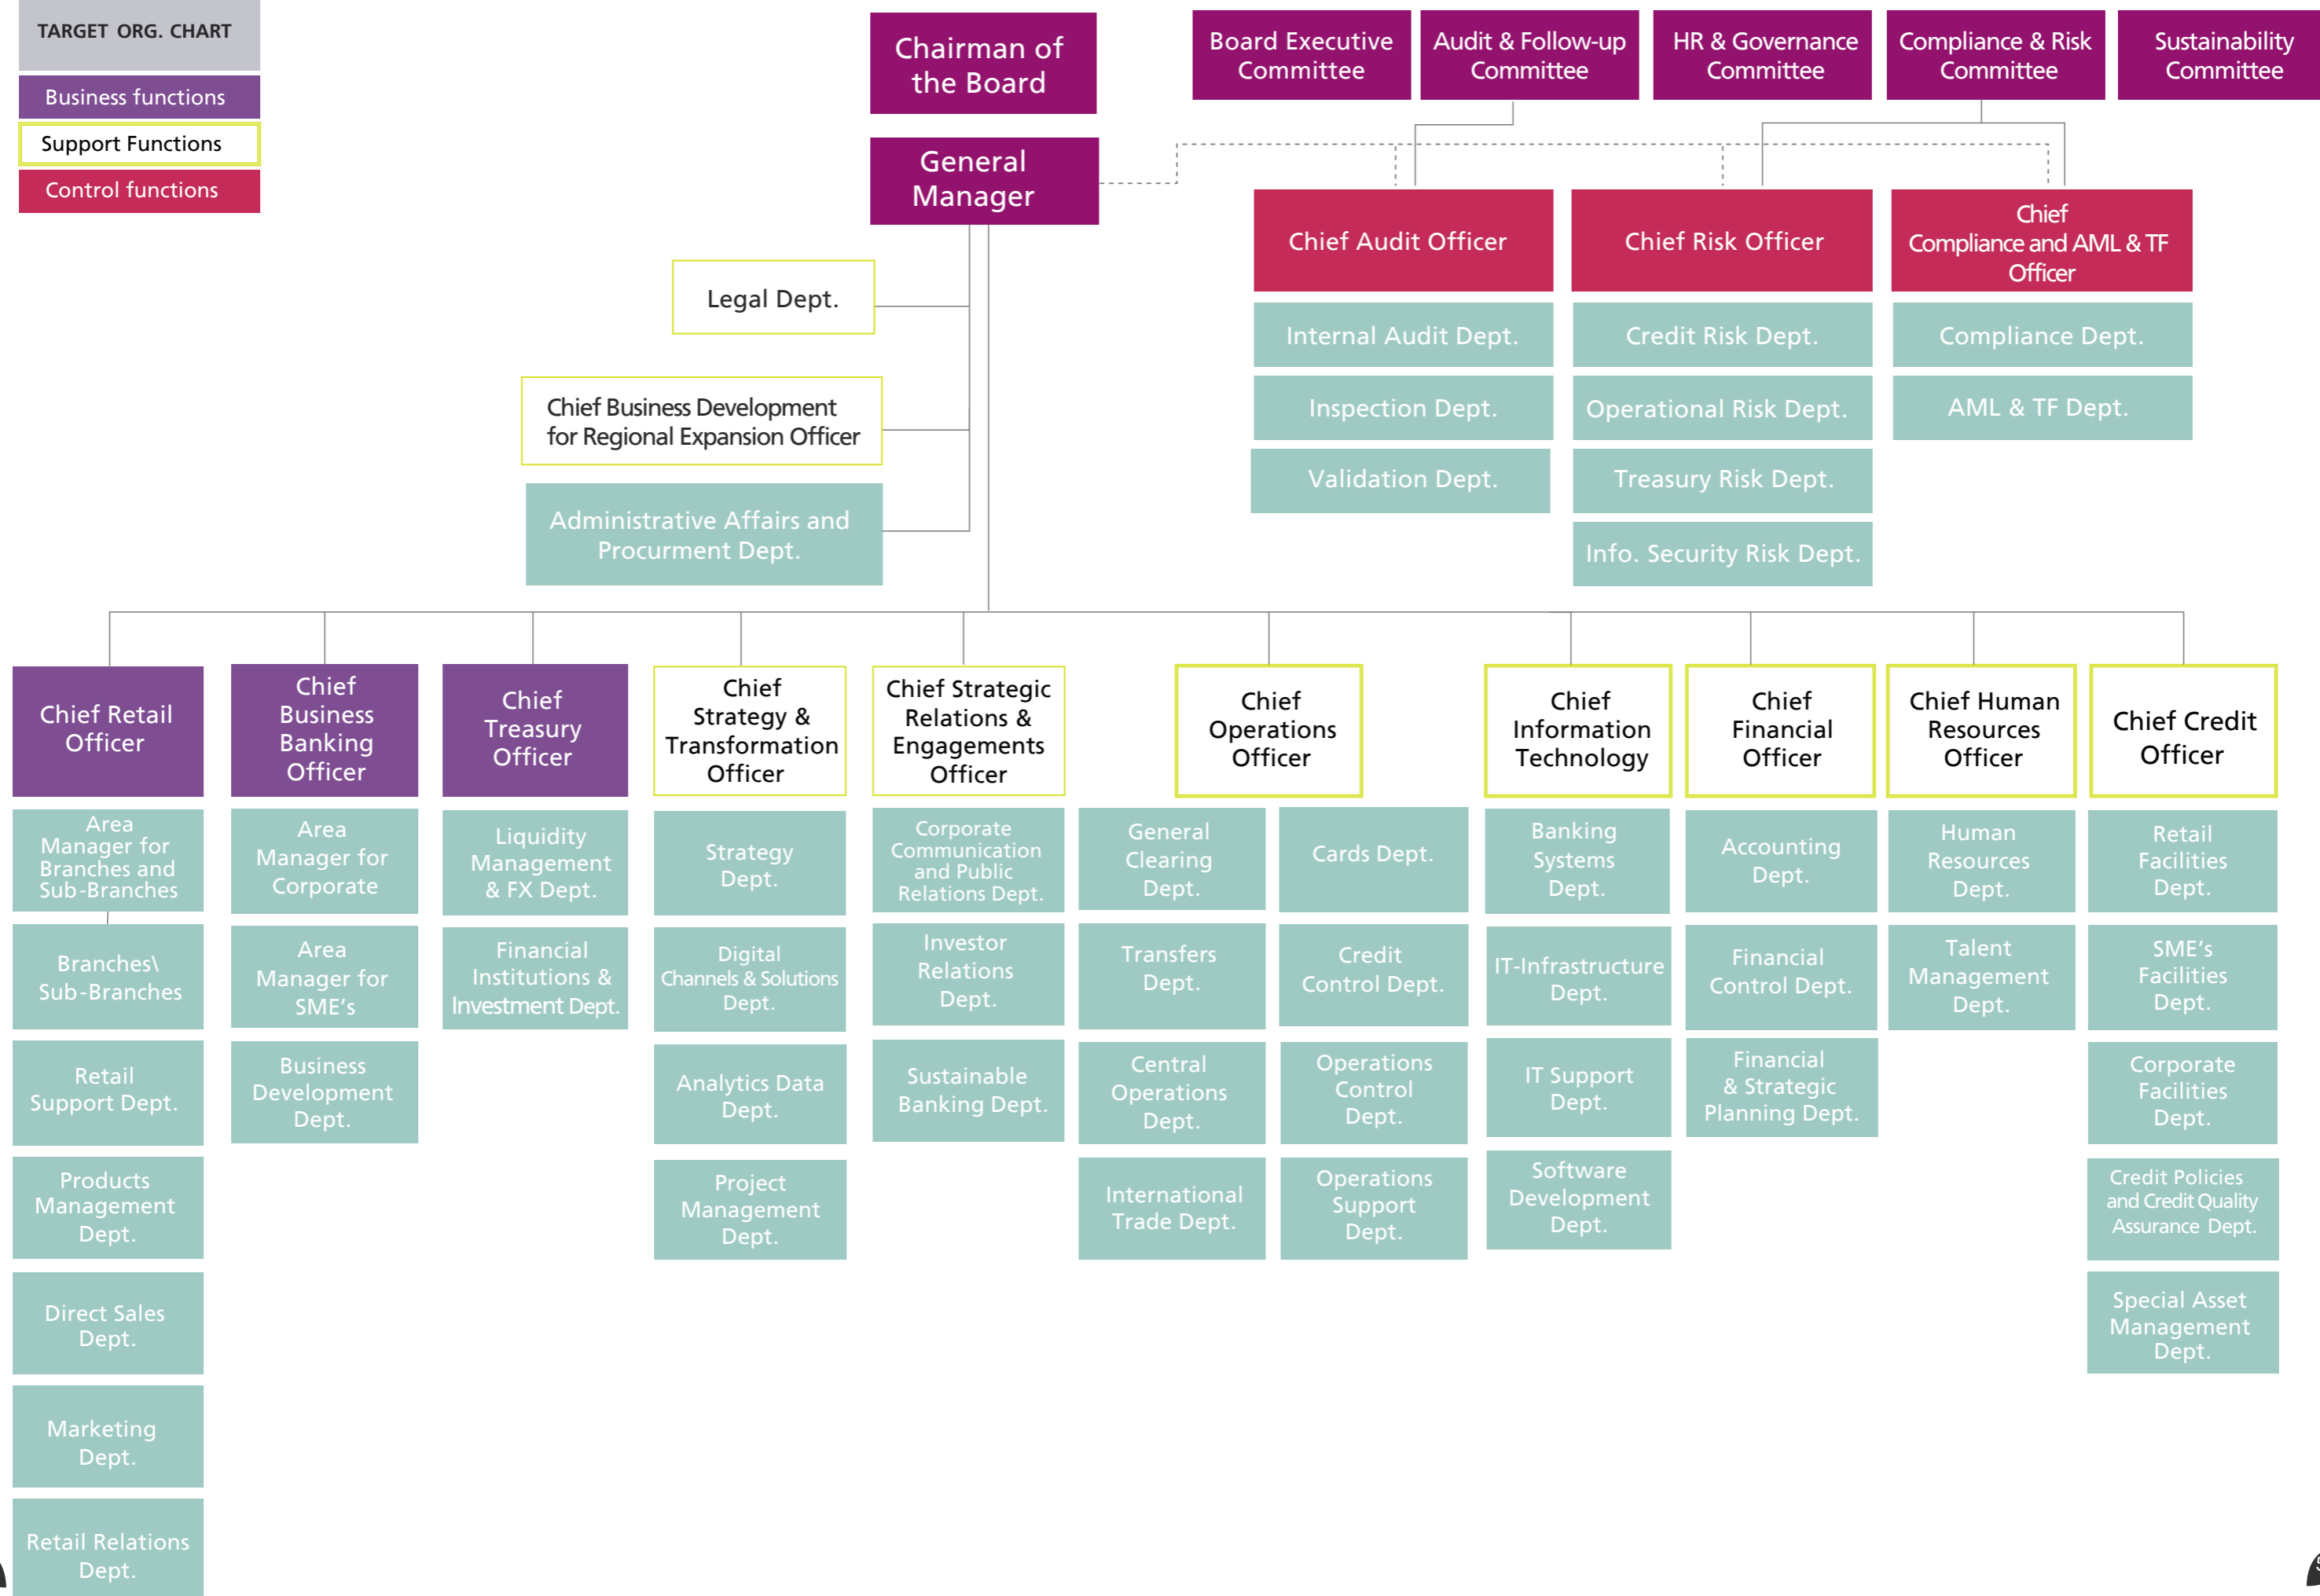 TARGET ORG. CHART
Business functions
Support Functions
Control functions
Chairman of
the Board
General
Manager
Board Executive
Committee
Audit & Follow-up
Committee
HR & Governance
Committee
Compliance & Risk
Committee
Sustainability
Committee
Chief Audit Officer
Internal Audit Dept.
Inspection Dept.
Validation Dept.
Chief Risk Officer
Credit Risk Dept.
Operational Risk Dept.
Treasury Risk Dept.
Info. Security Risk Dept.
Chief
Compliance and AML & TF
Officer
Compliance Dept.
AML & TF Dept.
Legal Dept.
Chief Business Development
for Regional Expansion Officer
Administrative Affairs and
Procurment Dept.
Chief Retail
Officer
Area
Manager for
Branches and
Sub-Branches
Branches\
Sub-Branches
Retail
Support Dept.
Products
Management
Dept.
Direct Sales
Dept.
Marketing
Dept.
Retail Relations
Dept.
Chief
Business
Banking
Officer
Area
Manager for
Corporate
Area
Manager for
SME's
Business
Development
Dept.
Chief
Treasury
Officer
Liquidity
Management
& FX Dept.
Financial
Institutions &
Investment Dept.
Chief
Strategy &
Transformation
Officer
Strategy
Dept.
Digital
Channels & Solutions
Dept.
Analytics Data
Dept.
Project
Management
Dept.
Chief Strategic
Relations &
Engagements
Officer
Corporate
Communication
and Public
Relations Dept.
Investor
Relations
Dept.
Sustainable
Banking Dept.
Chief
Operations
Officer
General
Clearing
Dept.
Transfers
Dept.
Central
Operations
Dept.
International
Trade Dept.
Cards Dept.
Credit
Control Dept.
Operations
Control
Dept.
Operations
Support
Dept.
Chief
Information
Technology
Banking
Systems
Dept.
IT-Infrastructure
Dept.
IT Support
Dept.
Software
Development
Dept.
Chief
Financial
Officer
Accounting
Dept.
Financial
Control Dept.
Financial
& Strategic
Planning Dept.
Chief Human
Resources
Officer
Human
Resources
Dept.
Talent
Management
Dept.
Chief Credit
Officer
Retail
Facilities
Dept.
SME's
Facilities
Dept.
Corporate
Facilities
Dept.
Credit Policies
and Credit Quality
Assurance Dept.
Special Asset
Management
Dept.